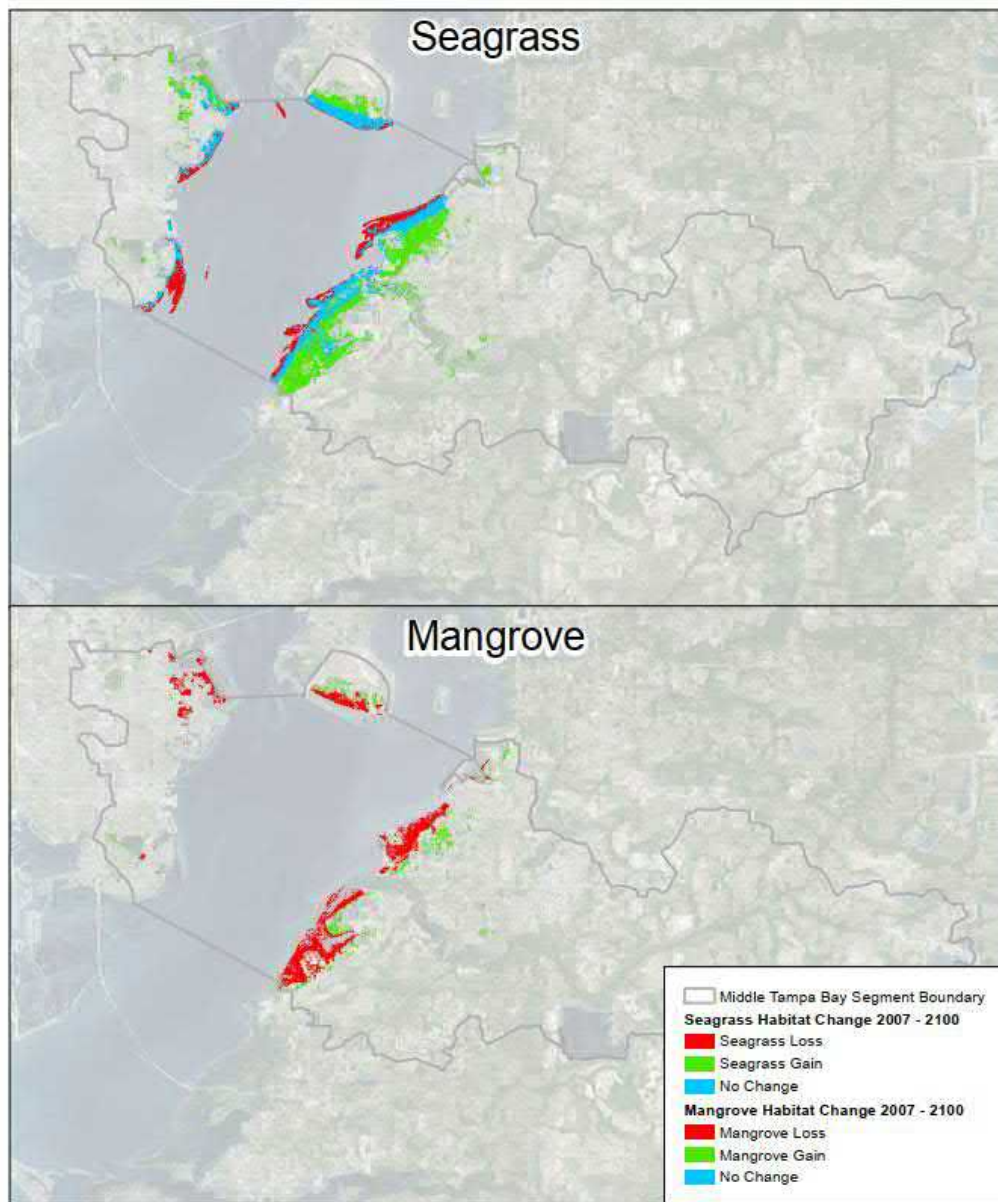 Seagrass
Mangrove
Middle Tampa Bay Segment Boundary
Seagrass Habitat Change 2007 - 2100
Seagrass Loss
Seagrass Gain
No Change
Mangrove Habitat Change 2007 - 2100
Mangrove Loss
Mangrove Gain
No Change